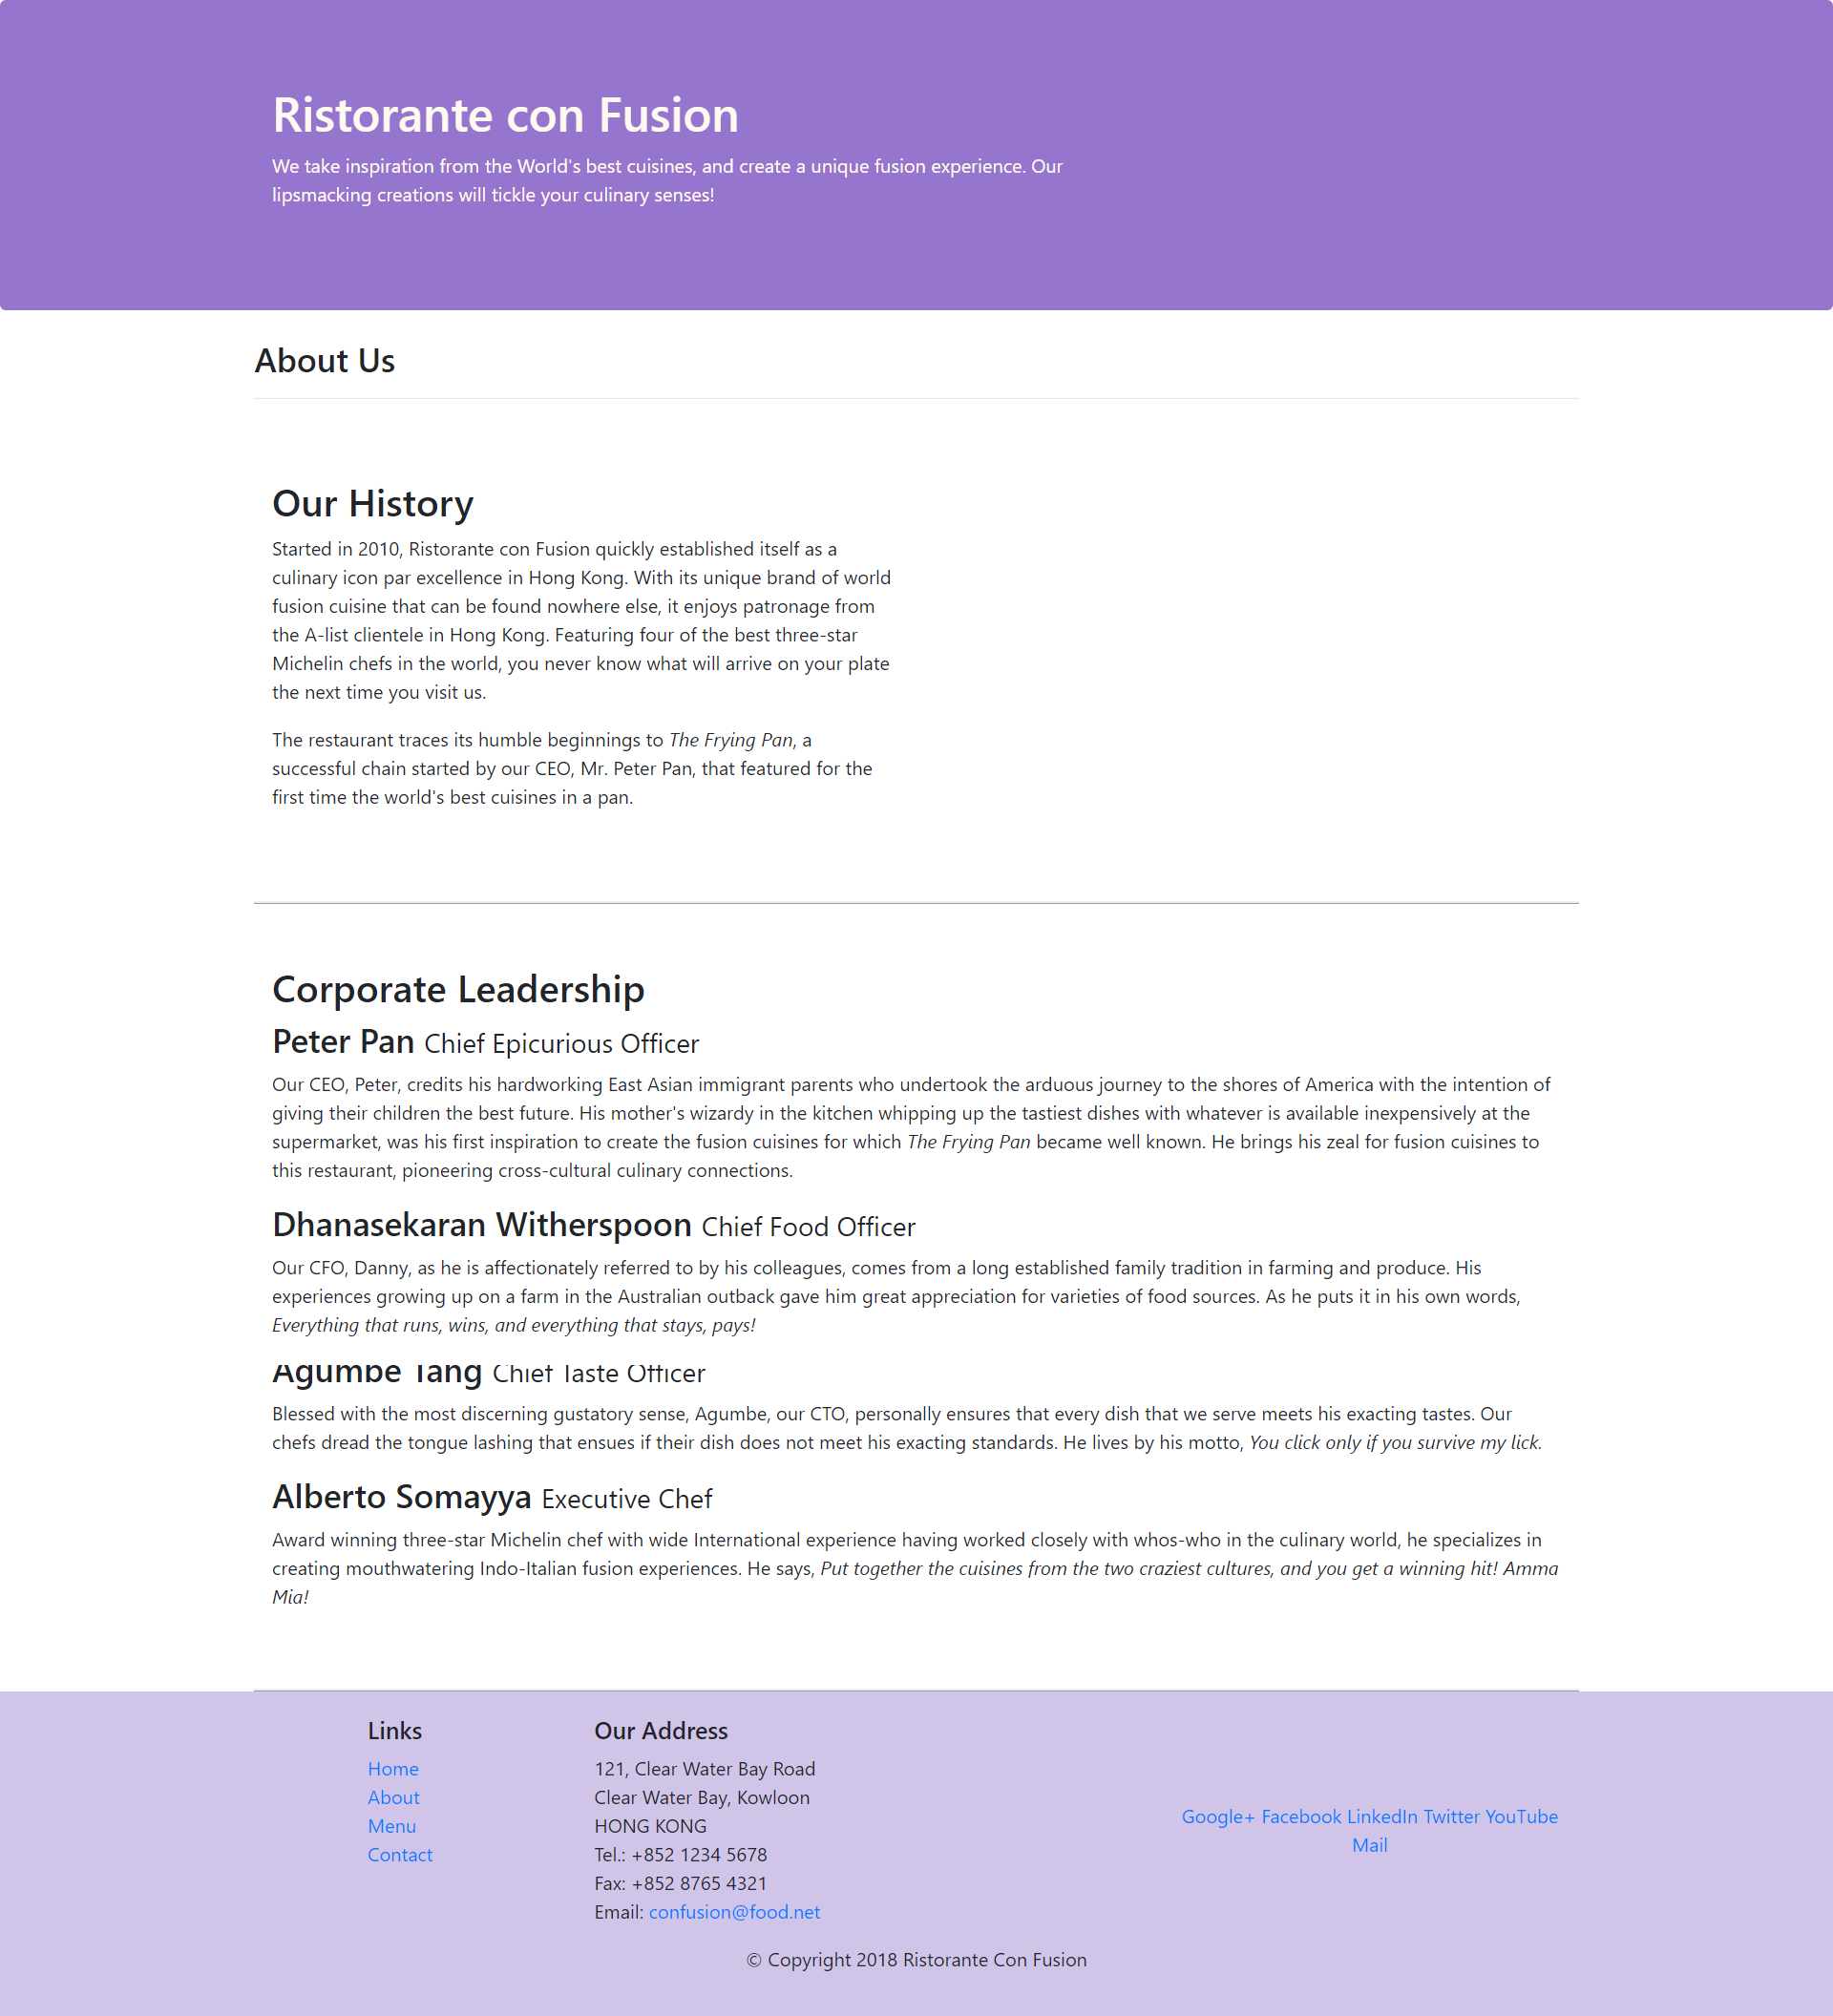 Ristorante con Fusion
We take inspiration from the World's best cuisines, and create a unique fusion experience. Our
lipsmacking creations will tickle your culinary senses!
About Us
Our History
Started in 2010, Ristorante con Fusion quickly established itself as a
culinary icon par excellence in Hong Kong. With its unique brand of world
fusion cuisine that can be found nowhere else, it enjoys patronage from
the A-list clientele in Hong Kong. Featuring four of the best three-star
Michelin chefs in the world, you never know what will arrive on your plate
the next time you visit us.
The restaurant traces its humble beginnings to The Frying Pan, a
successful chain started by our CEO, Mr. Peter Pan, that featured for the
first time the world's best cuisines in a pan.
Corporate Leadership
Peter Pan Chief Epicurious Officer
Our CEO, Peter, credits his hardworking East Asian immigrant parents who undertook the arduous journey to the shores of America with the intention of
giving their children the best future. His mother's wizardy in the kitchen whipping up the tastiest dishes with whatever is available inexpensively at the
supermarket, was his first inspiration to create the fusion cuisines for which The Frying Pan became well known. He brings his zeal for fusion cuisines to
this restaurant, pioneering cross-cultural culinary connections.
Dhanasekaran Witherspoon Chief Food Officer
Our CFO, Danny, as he is affectionately referred to by his colleagues, comes from a long established family tradition in farming and produce. His
experiences growing up on a farm in the Australian outback gave him great appreciation for varieties of food sources. As he puts it in his own words,
Everything that runs, wins, and everything that stays, pays!
Agumbe Tang Chief Taste Officer
Blessed with the most discerning gustatory sense, Agumbe, our CTO, personally ensures that every dish that we serve meets his exacting tastes. Our
chefs dread the tongue lashing that ensues if their dish does not meet his exacting standards. He lives by his motto, You click only if you survive my lick.
Alberto Somayya Executive Chef
Award winning three-star Michelin chef with wide International experience having worked closely with whos-who in the culinary world, he specializes in
creating mouthwatering Indo-Italian fusion experiences. He says, Put together the cuisines from the two craziest cultures, and you get a winning hit! Amma
Mia!
Links
Home
About
Menu
Contact
Our Address
121, Clear Water Bay Road
Clear Water Bay, Kowloon
HONG KONG
Tel.: +852 1234 5678
Fax: +852 8765 4321
Email: confusion@food.net
Google+ Facebook LinkedIn Twitter YouTube
Mail
© Copyright 2018 Ristorante Con Fusion